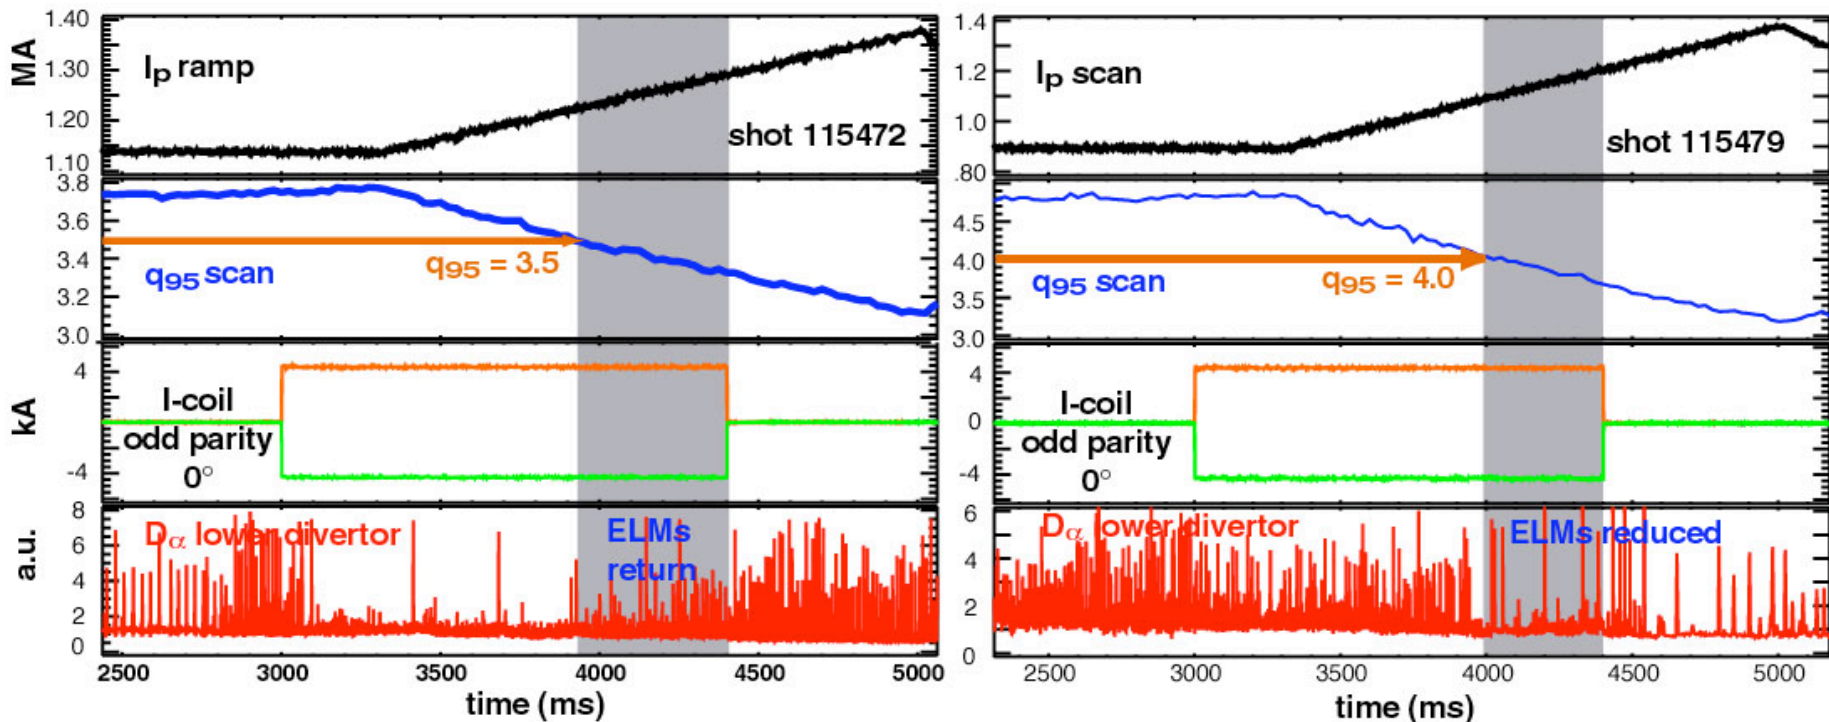 1.40
1.30
1.20
1.10
MA
Ip ramp
shot 115472
3.8
3.6
3.4
3.2
3.0
q95 = 3.5
q95 scan
4
-4
kA
I-coil
odd parity
0°
8
6
4
2
0
a.u.
Dα lower divertor
ELMs
return
2500 3000 3500 4000 4500 5000
time (ms)
1.4
1.2
1.0
.80
Ip scan
shot 115479
4.5
4.0
3.5
3.0
q95 = 4.0
q95 scan
4
0
-4
I-coil
odd parity
0°
6
4
2
0
Dα lower divertor
ELMs reduced
2500 3000 3500 4000 4500 5000
time (ms)